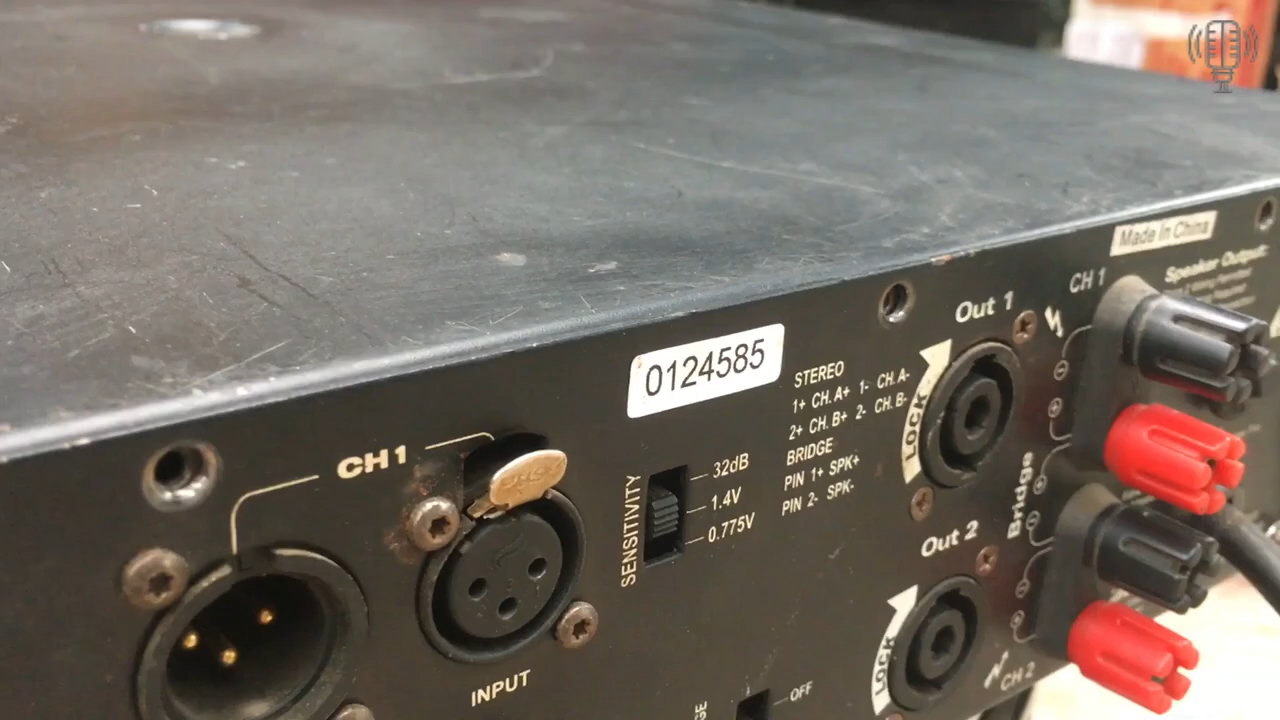 Made In China
Speaker Output:
CH 1
Out 1
0124585
STEREO
1+ CH. A+ 1- CH. A-
2+ CH. B+ 2- CH. B-
BRIDGE
PIN 1+ SPK+
PIN 2- SPK-
LOCK
CH1
SENSITIVITY
32dB
1.4V
0.775V
Bridge
Out 2
LOCK
CH 2
INPUT
OFF